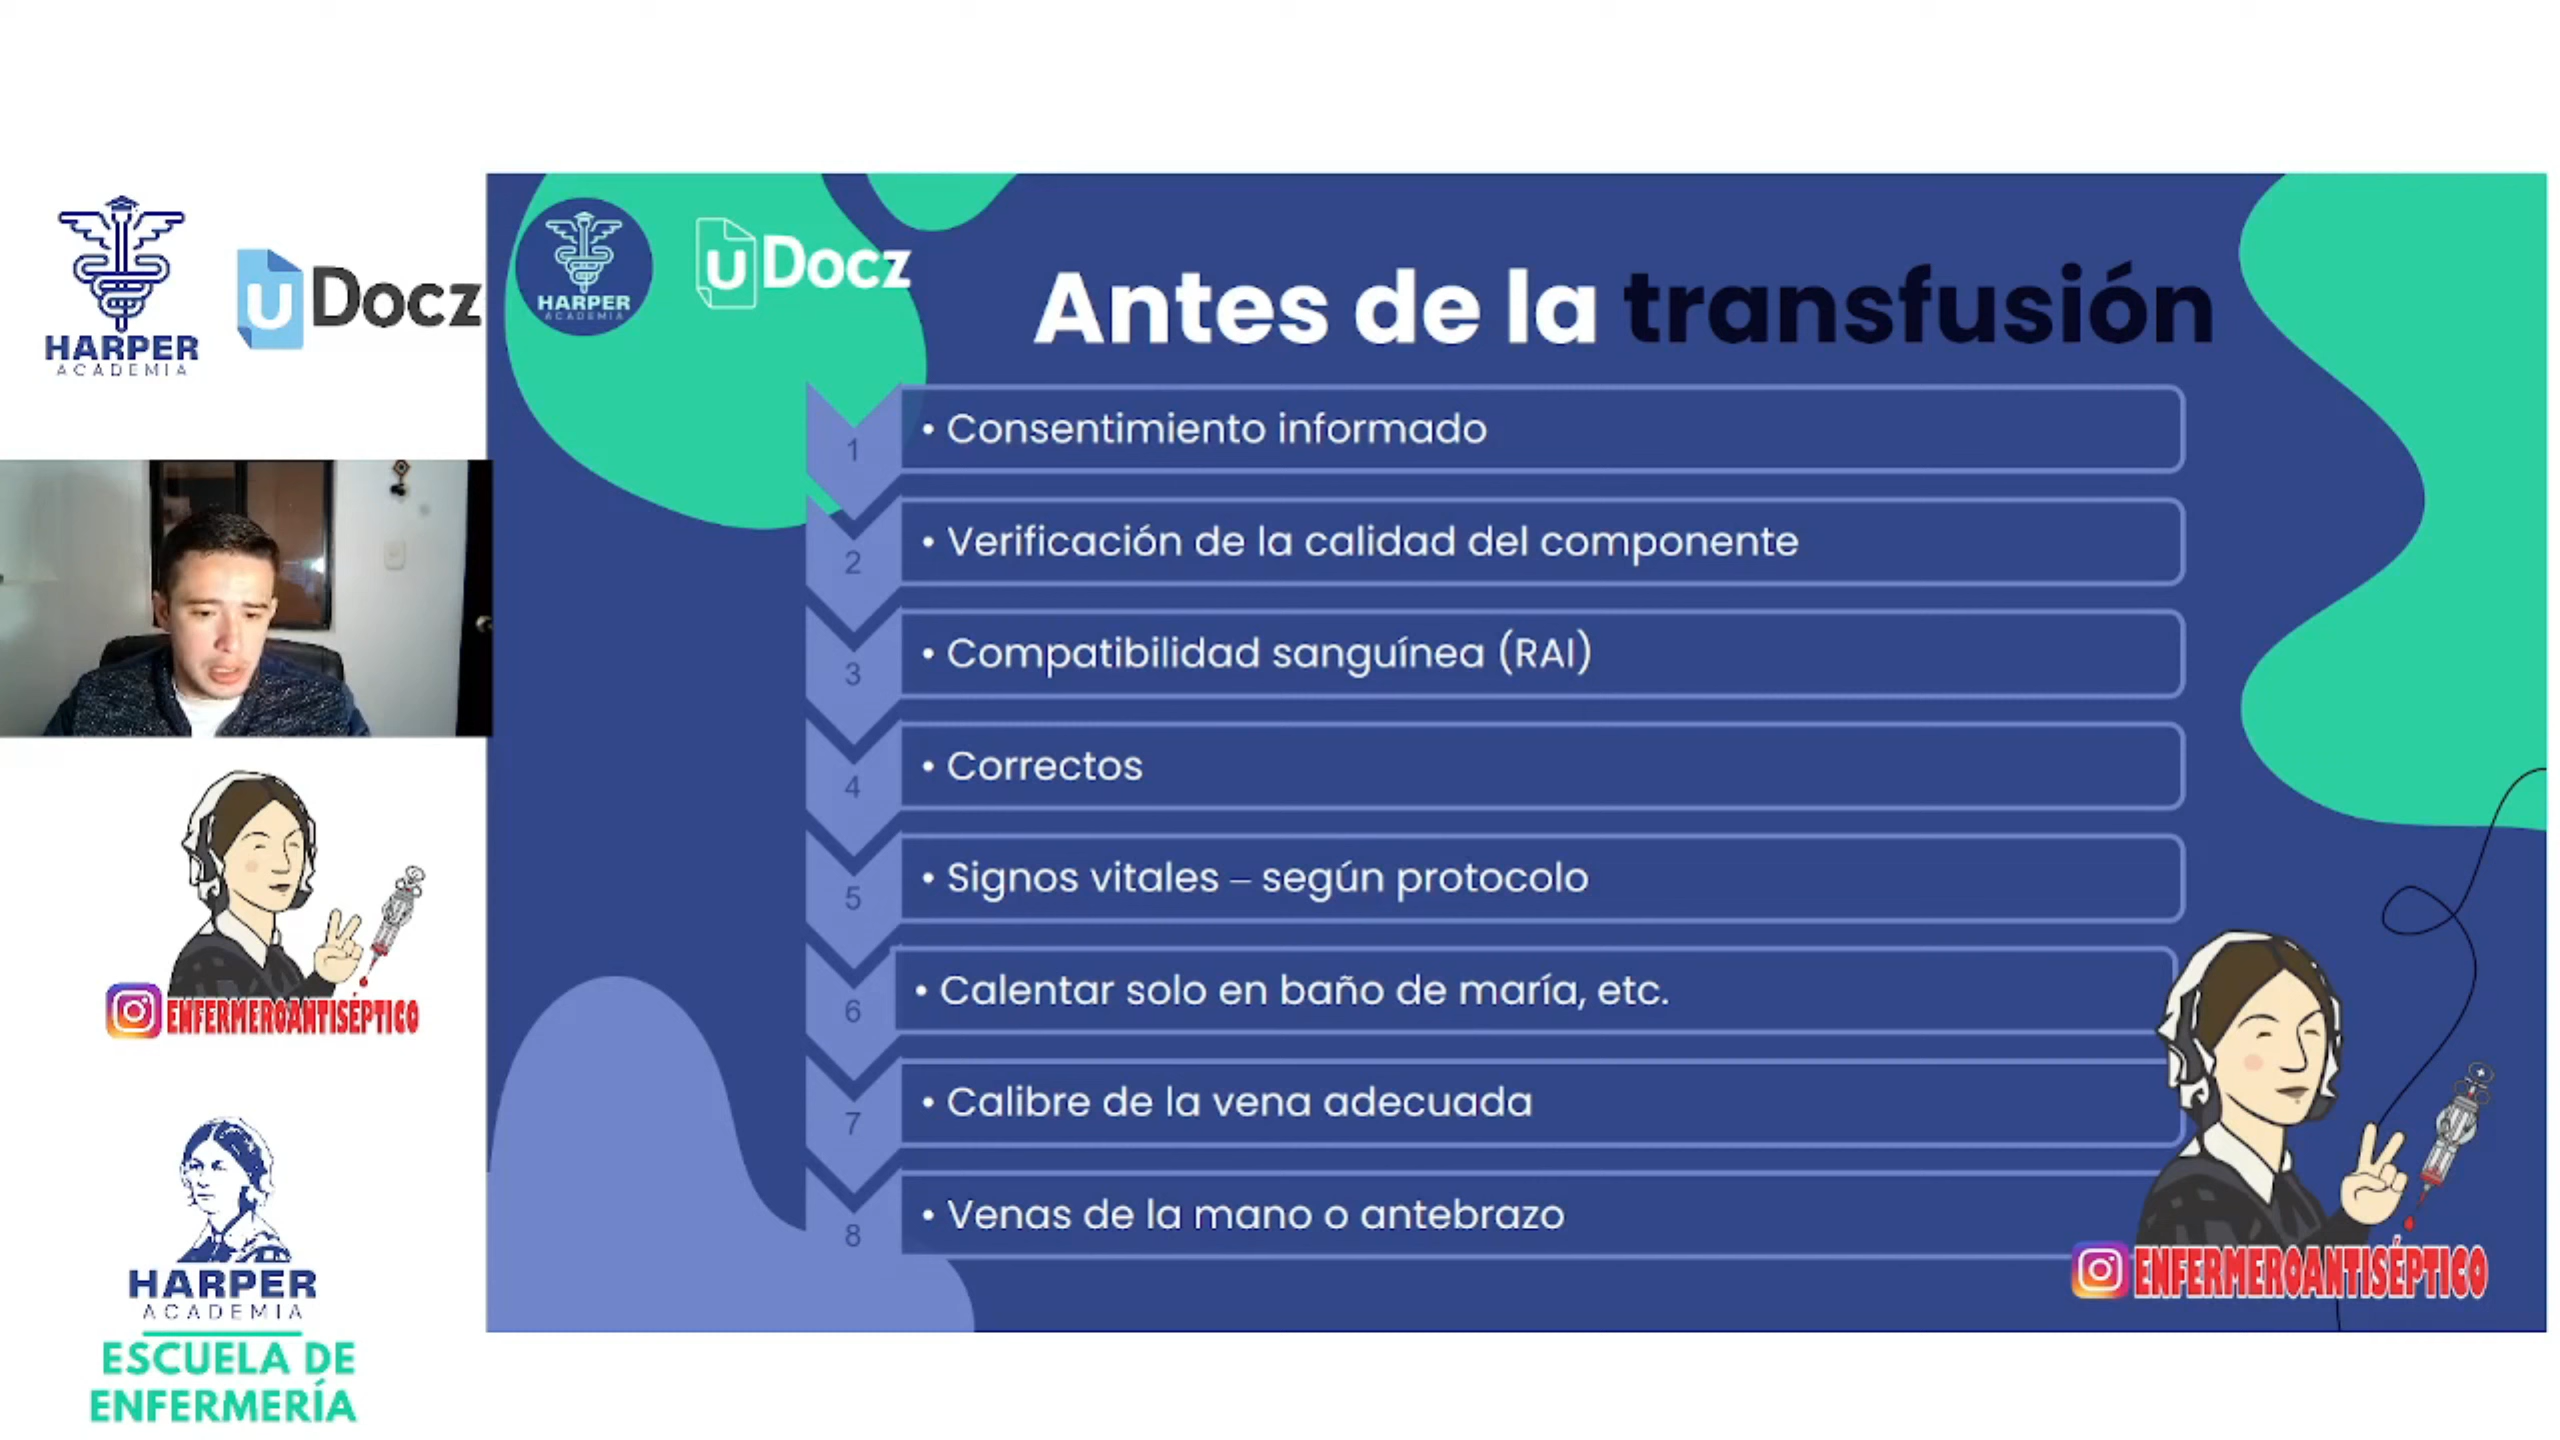 HARPER
ACADEMIA
UDocz
HARPER
ACADEMIA
UDocz
Antes de la transfusión
1
• Consentimiento informado
2
• Verificación de la calidad del componente
3
• Compatibilidad sanguínea (RAI)
4
• Correctos
5
• Signos vitales – según protocolo
6
• Calentar solo en baño de maría, etc.
7
• Calibre de la vena adecuada
8
• Venas de la mano o antebrazo
ENFERMEROANTISÉPTICO
ENFERMEROANTISÉPTICO
HARPER
ACADEMIA
ESCUELA DE
ENFERMERÍA